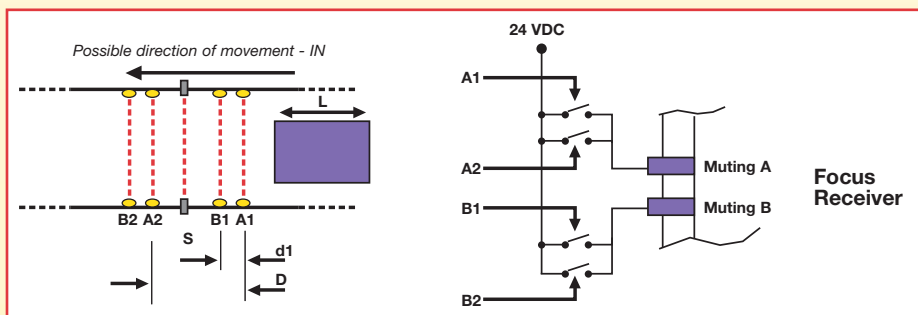 Possible direction of movement - IN
L
B2 A2 B1 A1
S
d1
D
24 VDC
A1
A2
Muting A
B1
Muting B
B2
Focus
Receiver